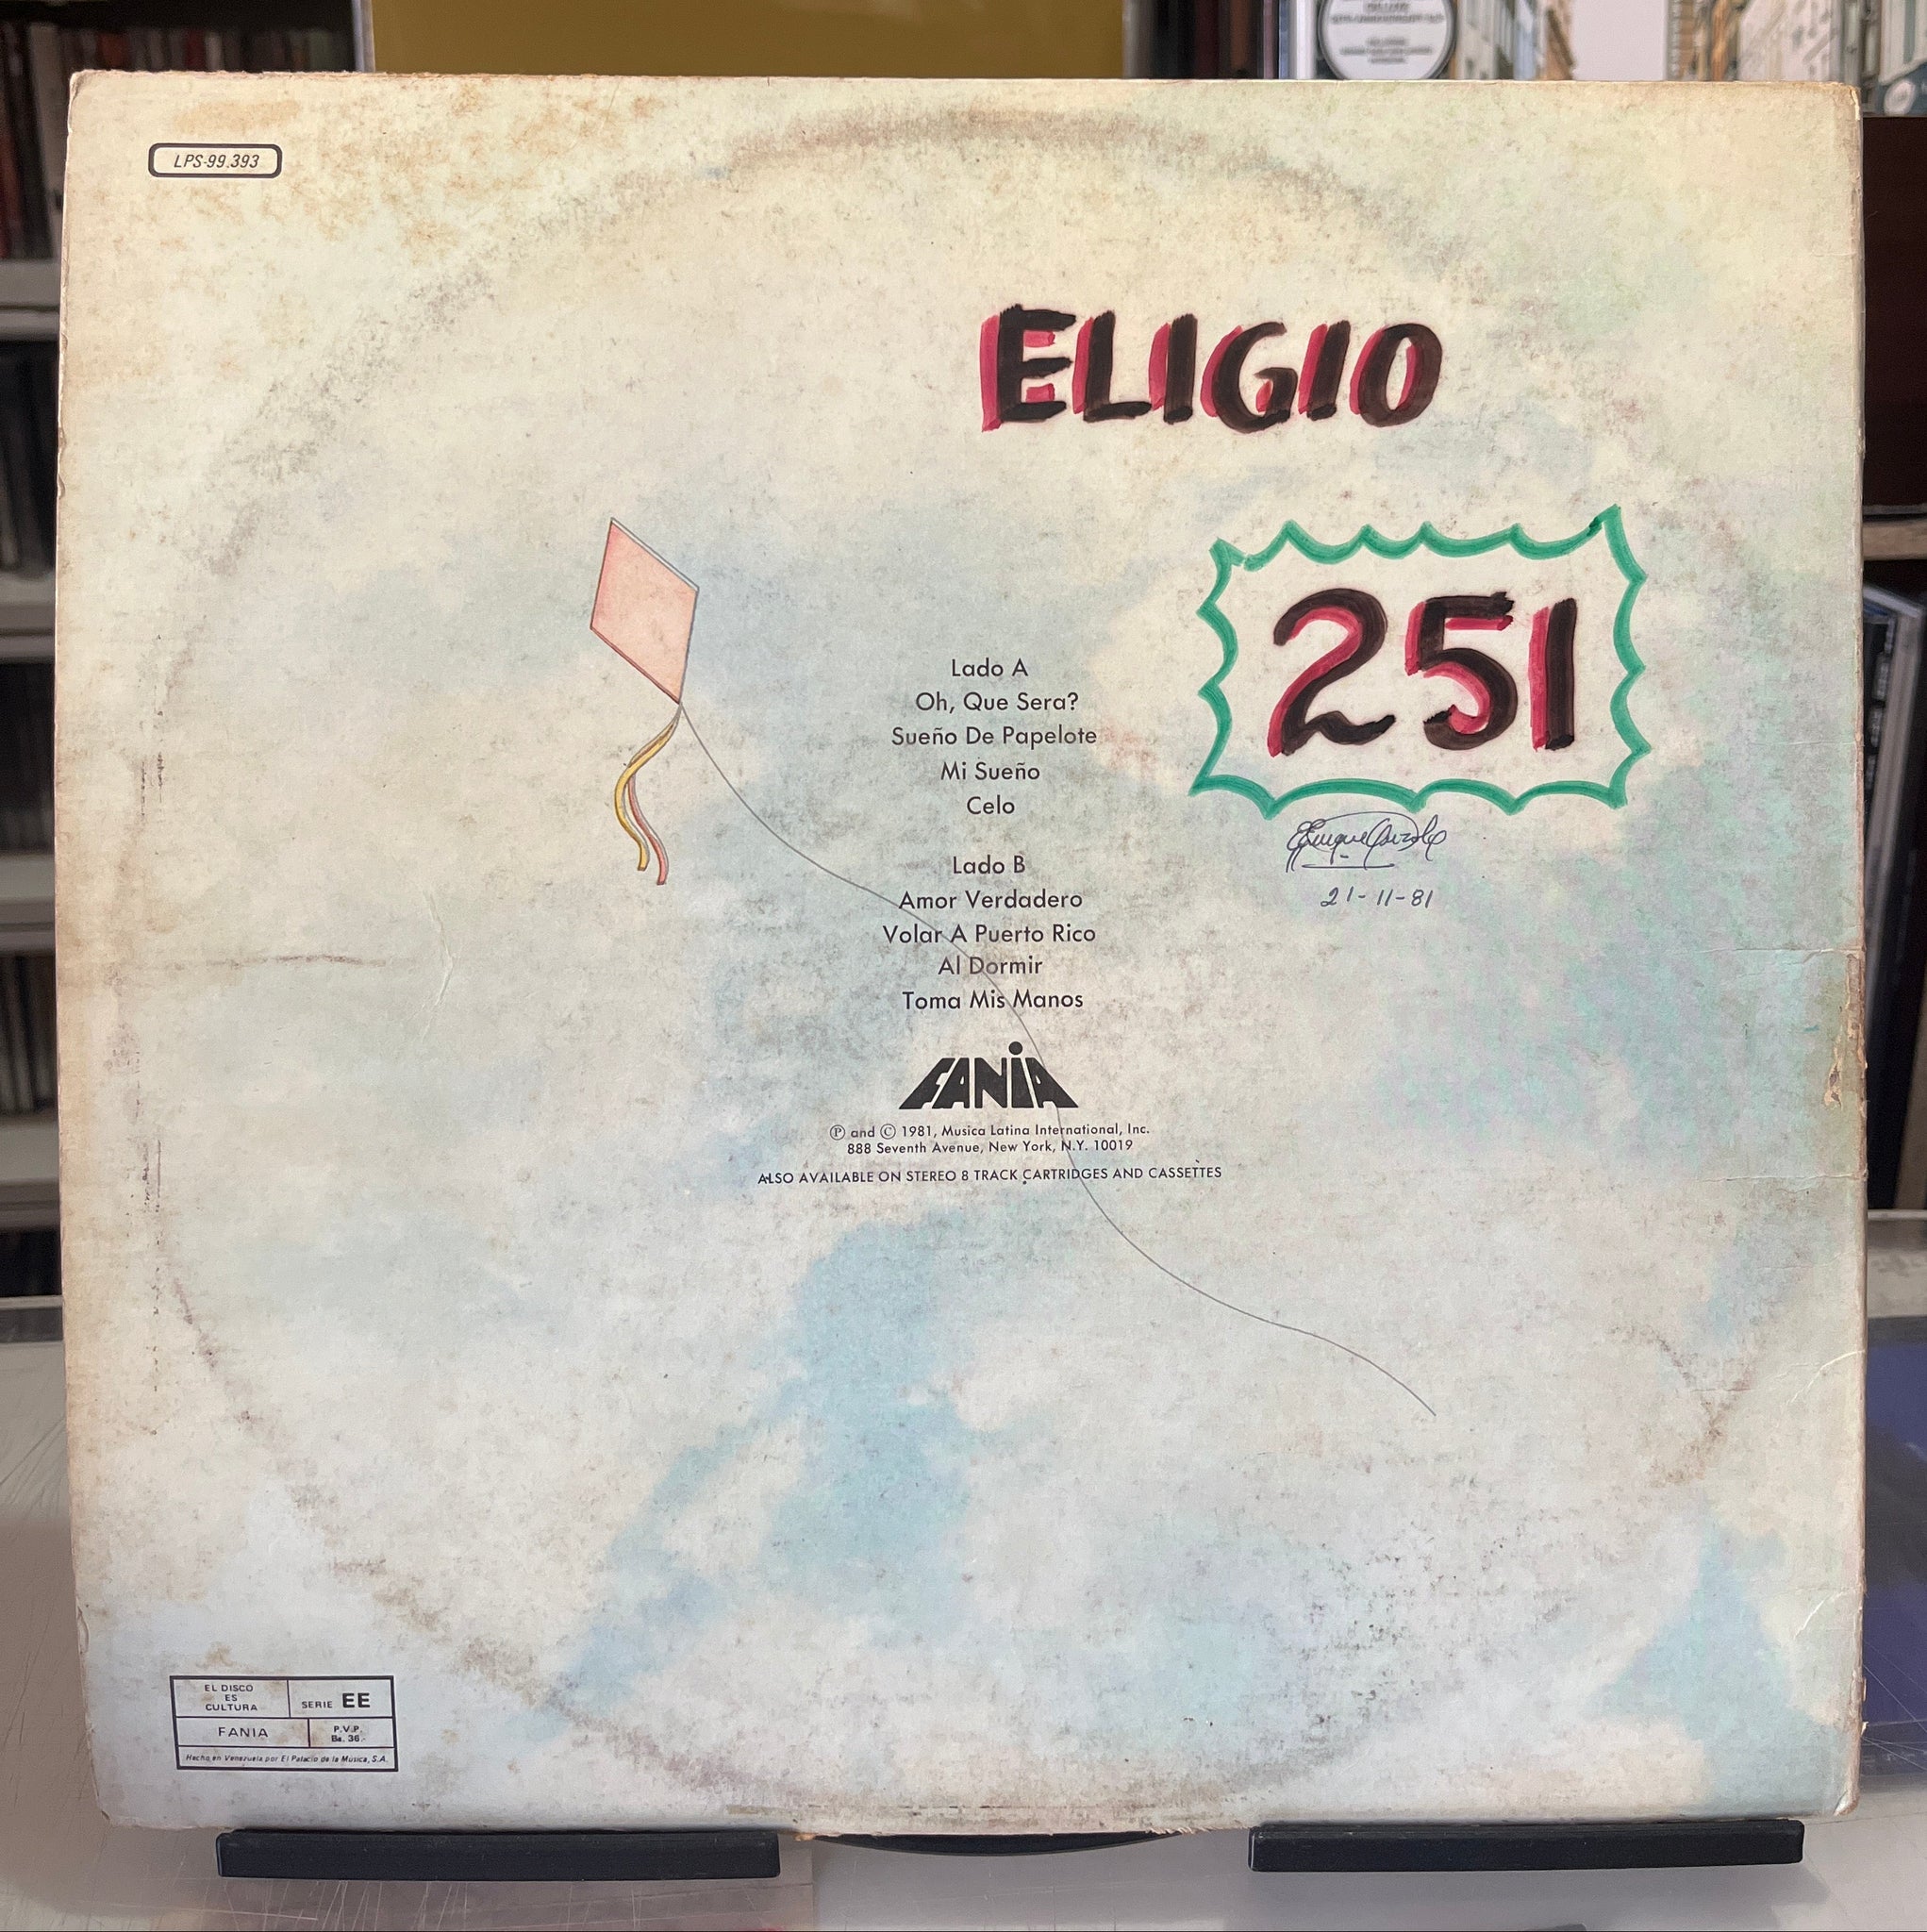 LPS-99.393
ELIGIO
251
21-11-81
Lado A
Oh, Que Sera?
Sueño De Papelote
Mi Sueño
Celo
Lado B
Amor Verdadero
Volar A Puerto Rico
Al Dormir
Toma Mis Manos
FANIA
Ⓟ and Ⓒ 1981, Musica Latina International, Inc.
888 Seventh Avenue, New York, N.Y. 10019
ALSO AVAILABLE ON STEREO 8 TRACK CARTRIDGES AND CASSETTES
EL DISCO
ES
CULTURA
SERIE EE
FANIA
P.V.P.
Bs. 36.-
Hecho en Venezuela por El Palacio de la Música, S.A.